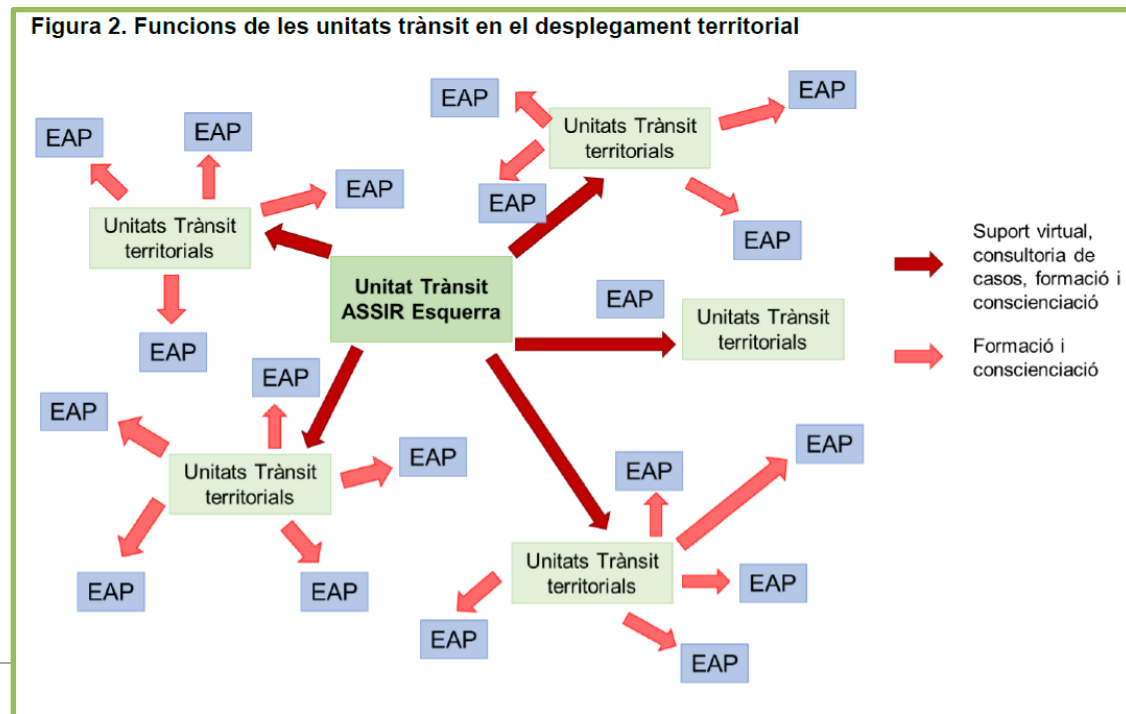 Figura 2. Funcions de les unitats trànsit en el desplegament territorial
EAP
EAP
EAP
Unitats Trànsit
territorials
EAP
EAP
EAP
Unitats Trànsit
territorials
EAP
EAP
Unitat Trànsit
ASSIR Esquerra
EAP
Unitats Trànsit
territorials
EAP
EAP
EAP
Unitats Trànsit
territorials
EAP
EAP
EAP
EAP
Unitats Trànsit
territorials
EAP
EAP
EAP
EAP
Suport virtual,
consultoria de
casos, formació i
conscienciació
Formació i
conscienciació